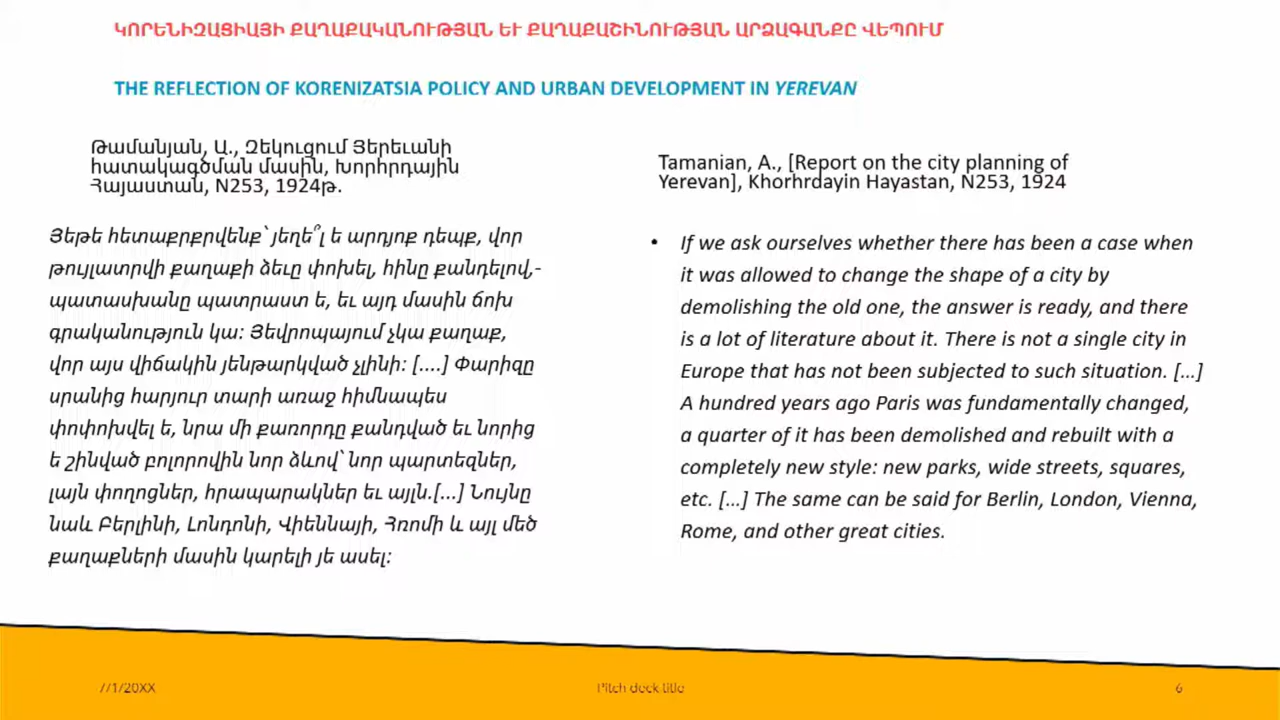 ԿՈՐԵՆԻԶԱՑԻԱՅԻ ՔԱՂԱՔԱԿԱՆՈՒԹՅԱՆ ԵՒ ՔԱՂԱՔԱՇԻՆՈՒԹՅԱՆ ԱՐՁԱԳԱՆՔԸ ՎԵՊՈՒՄ
THE REFLECTION OF KORENIZATSIA POLICY AND URBAN DEVELOPMENT IN YEREVAN
Թամանյան, Ա., Զեկուցում Յերեւանի
հատակագծման մասին, Խորհրդային
Հայաստան, N253, 1924թ.
Յեթե հետաքրքրվենք՝ յեղե՞լ է արդյոք դեպք, վոր
թույլատրվի քաղաքի ձեւը փոխել, հինը քանդելով,-
պատասխանը պատրաստ է, եւ այդ մասին ճոխ
գրականություն կա: Յեվրոպայում չկա քաղաք,
վոր այս վիճակին յենթարկված չլինի: [....] Փարիզը
սրանից հարյուր տարի առաջ հիմնապես
փոփոխվել է, նրա մի քառորդը քանդված եւ նորից
է շինված բոլորովին նոր ձևով՝ նոր պարտեզներ,
լայն փողոցներ, հրապարակներ եւ այլն.[...] Նույնը
նաև Բերլինի, Լոնդոնի, Վիեննայի, Հռոմի և այլ մեծ
քաղաքների մասին կարելի յե ասել:
Tamanian, A., [Report on the city planning of
Yerevan], Khorhrdayin Hayastan, N253, 1924
• If we ask ourselves whether there has been a case when
it was allowed to change the shape of a city by
demolishing the old one, the answer is ready, and there
is a lot of literature about it. There is not a single city in
Europe that has not been subjected to such situation. [...]
A hundred years ago Paris was fundamentally changed,
a quarter of it has been demolished and rebuilt with a
completely new style: new parks, wide streets, squares,
etc. [...] The same can be said for Berlin, London, Vienna,
Rome, and other great cities.
7/1/20XX
Pitch deck title
6